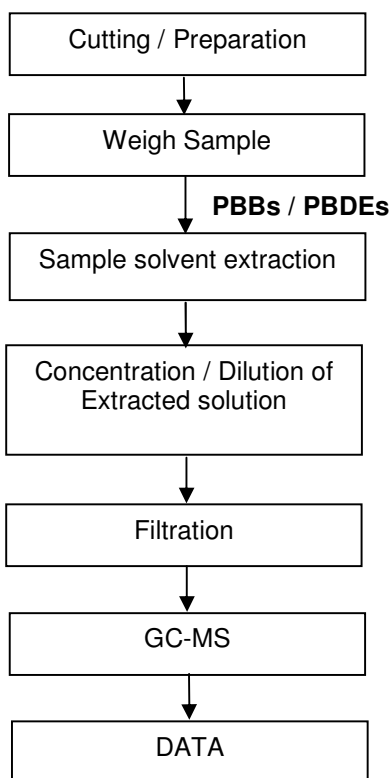 Cutting / Preparation
Weigh Sample
PBBs / PBDEs
Sample solvent extraction
Concentration / Dilution of
Extracted solution
Filtration
GC-MS
DATA